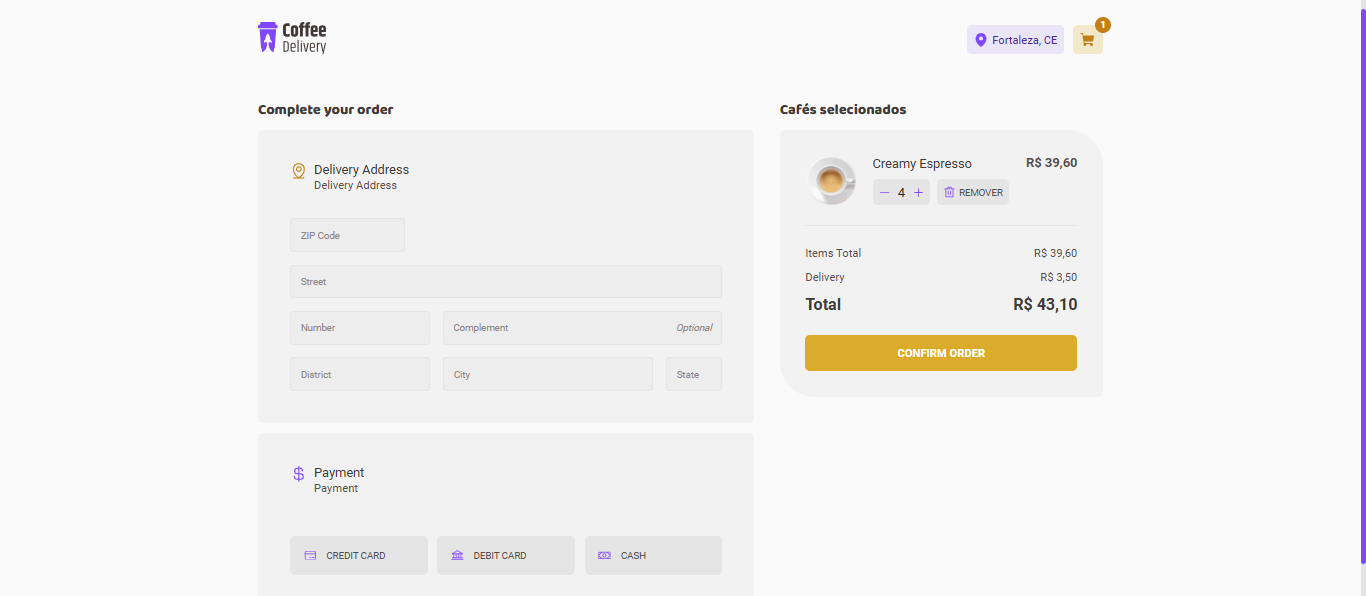 Coffee
Delivery
Fortaleza, CE
1
Complete your order
Delivery Address
Delivery Address
ZIP Code
Street
Number
Complement
Optional
District
City
State
Payment
Payment
CREDIT CARD
DEBIT CARD
CASH
Cafés selecionados
Creamy Espresso
R$ 39,60
4
REMOVER
Items Total
R$ 39,60
Delivery
R$ 3,50
Total
R$ 43,10
CONFIRM ORDER